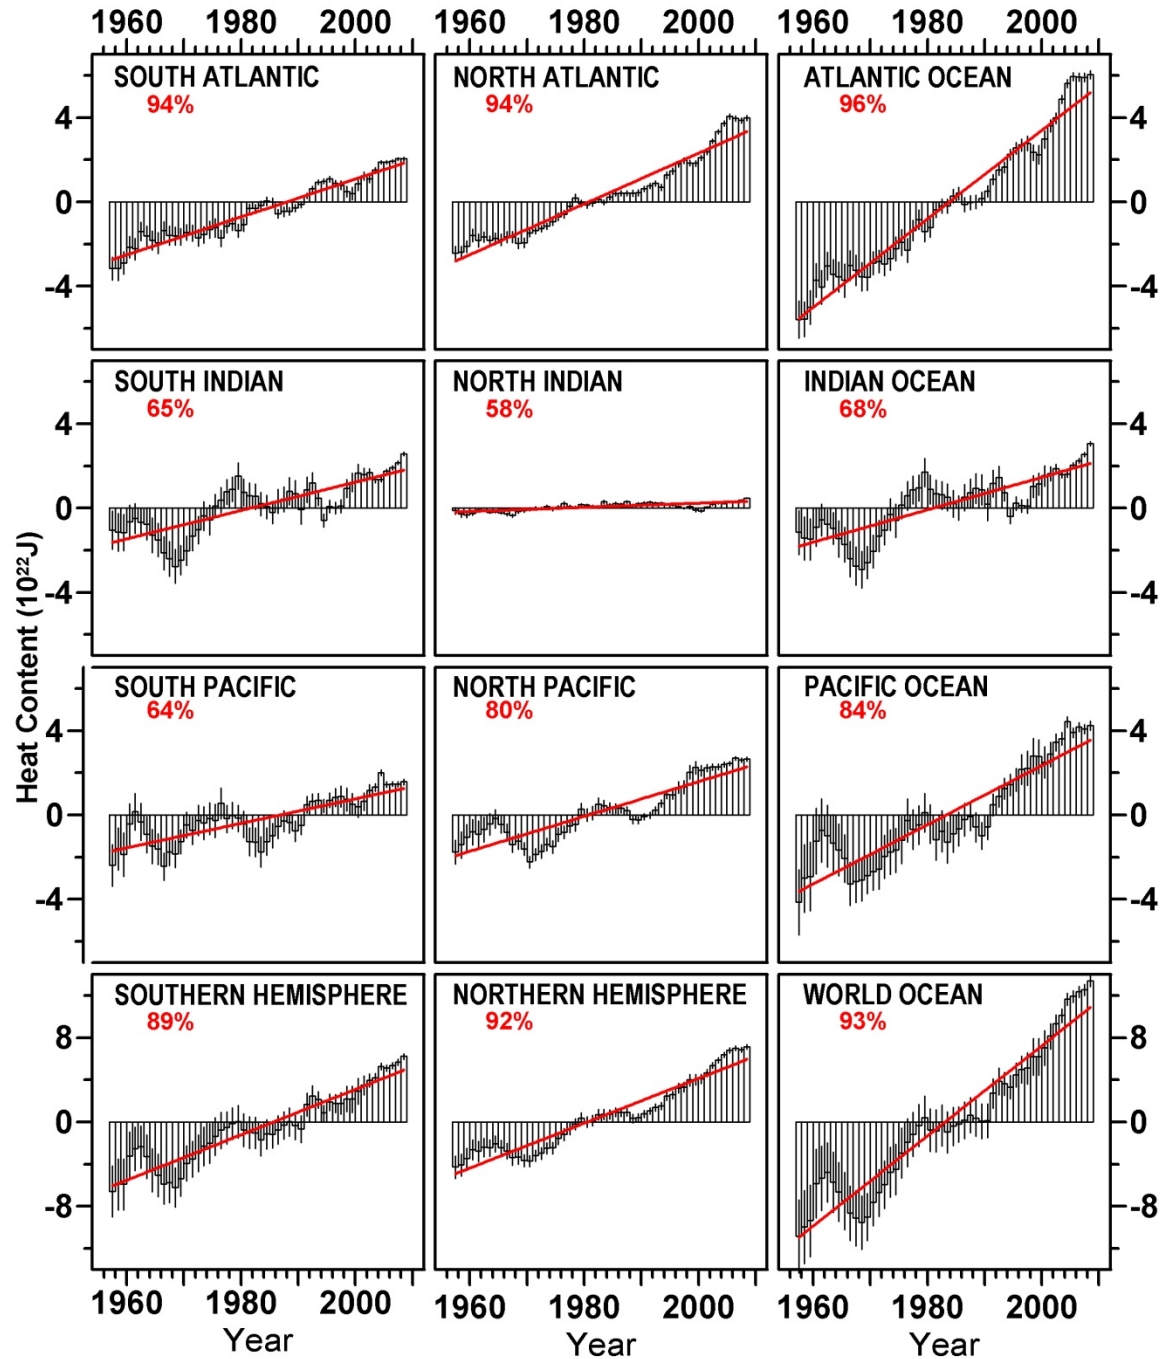 1960 1980 2000 1960 1980 2000 1960 1980 2000
SOUTH ATLANTIC
94%
NORTH ATLANTIC
94%
ATLANTIC OCEAN
96%
4
0
-4
4
0
-4
SOUTH INDIAN
65%
NORTH INDIAN
58%
INDIAN OCEAN
68%
4
0
-4
4
0
-4
Heat Content (10²²J)
SOUTH PACIFIC
64%
NORTH PACIFIC
80%
PACIFIC OCEAN
84%
4
0
-4
4
0
-4
SOUTHERN HEMISPHERE
89%
NORTHERN HEMISPHERE
92%
WORLD OCEAN
93%
8
0
-8
8
0
-8
1960 1980 2000 1960 1980 2000 1960 1980 2000
Year Year Year